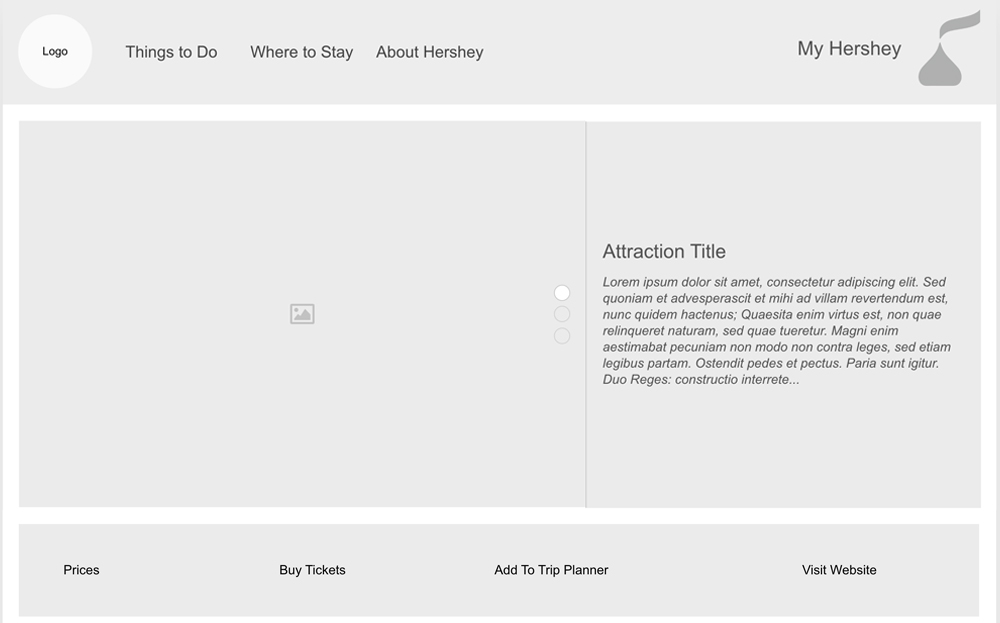 Logo
Things to Do
Where to Stay
About Hershey
My Hershey
Attraction Title
Lorem ipsum dolor sit amet, consectetur adipiscing elit. Sed
quoniam et advesperascit et mihi ad villam revertendum est,
nunc quidem hactenus; Quaesita enim virtus est, non quae
relinqueret naturam, sed quae tueretur. Magni enim
aestimabat pecuniam non modo non contra leges, sed etiam
legibus partam. Ostendit pedes et pectus. Paria sunt igitur.
Duo Reges: constructio interrete...
Prices
Buy Tickets
Add To Trip Planner
Visit Website